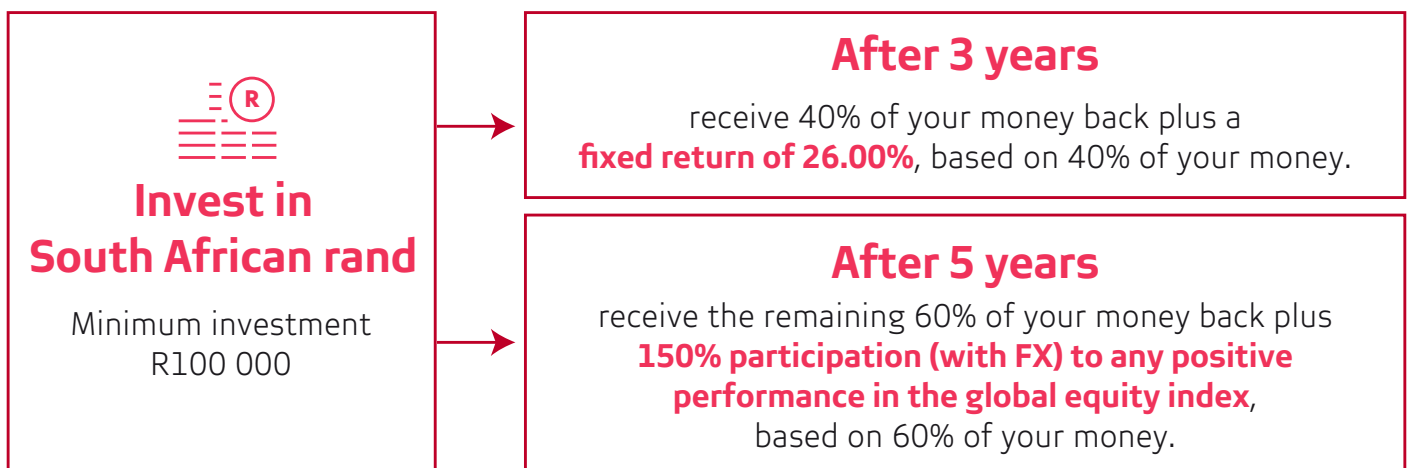 R
Invest in
South African rand
Minimum investment
R100 000
After 3 years
receive 40% of your money back plus a
fixed return of 26.00%, based on 40% of your money.
After 5 years
receive the remaining 60% of your money back plus
150% participation (with FX) to any positive
performance in the global equity index,
based on 60% of your money.